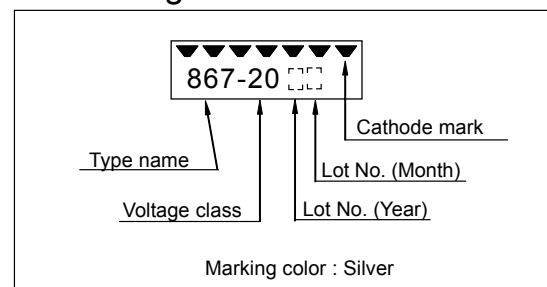 867-20
Cathode mark
Type name
Lot No. (Month)
Voltage class
Lot No. (Year)
Marking color : Silver